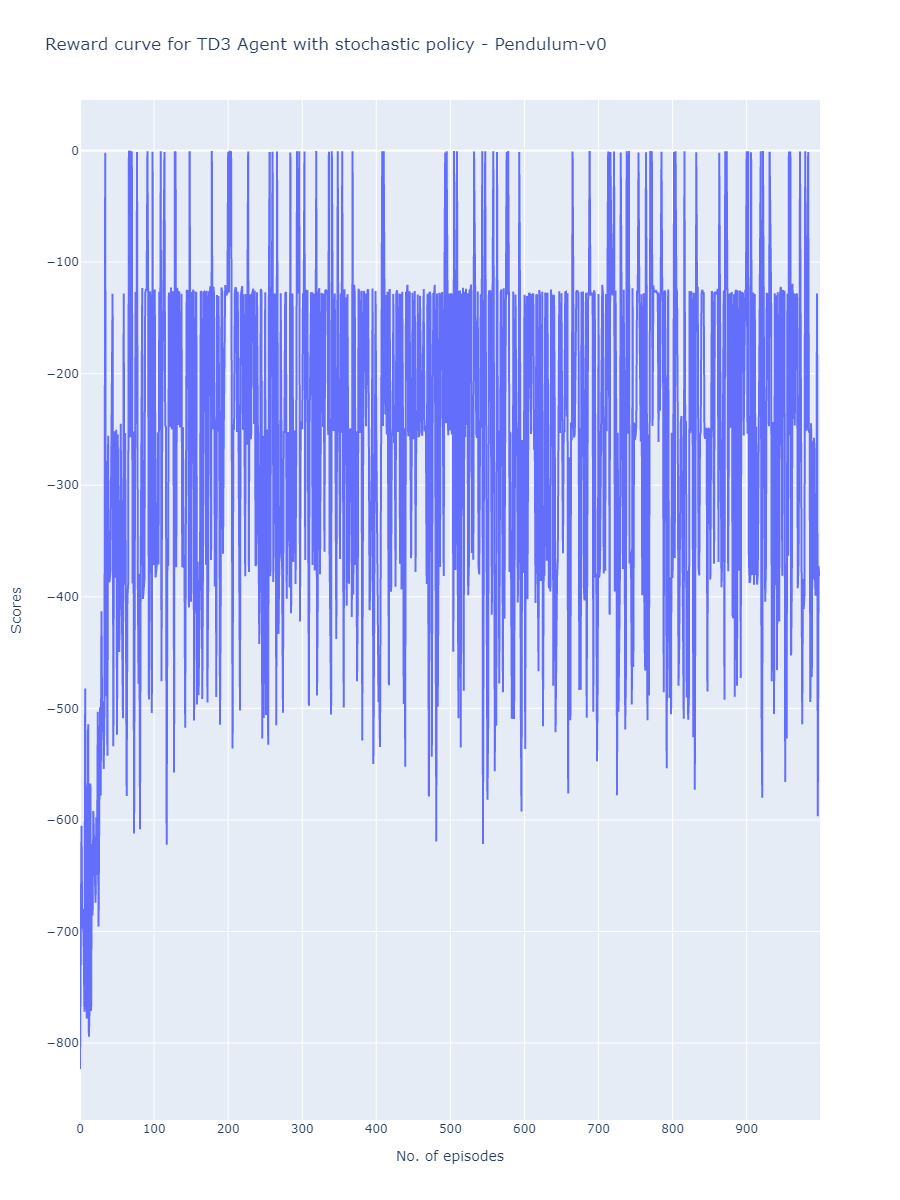 Reward curve for TD3 Agent with stochastic policy - Pendulum-v0
0
−100
−200
−300
−400
−500
−600
−700
−800
Scores
0 100 200 300 400 500 600 700 800 900
No. of episodes